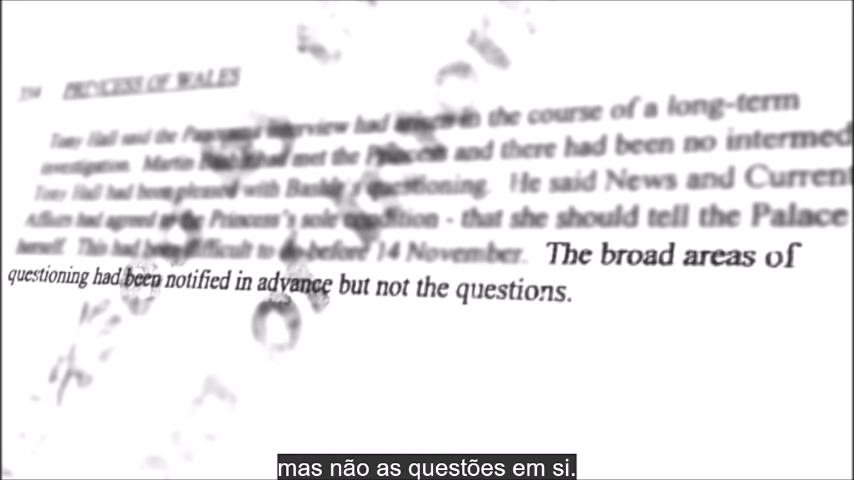 354 PRINCESS OF WALES
Tony Hall said the Panorama interview had arisen in the course of a long-term
investigation. Martin Bashir had met the Princess and there had been no intermed
Tony Hall had been pleased with Bashir's questioning. He said News and Current
Affairs had agreed to the Princess's sole condition - that she should tell the Palace
herself. This had been difficult to do before 14 November. The broad areas of
questioning had been notified in advance but not the questions.
mas não as questões em si.